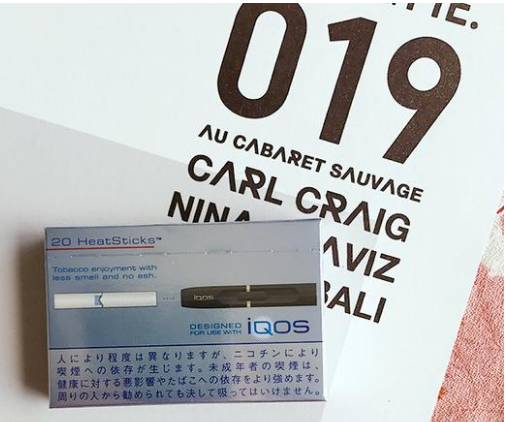 019
AU CABARET SAUVAGE
CARL CRAIG
20 HeatSticks™
Tobacco enjoyment with
less smell and no ash.
iqos
DESIGNED
FOR USE WITH IQOS
人により程度は異なりますが、ニコチンにより
喫煙への依存が生じます。未成年者の喫煙は、
健康に対する悪影響やたばこへの依存をより強めます。
周りの人から勧められても決して吸ってはいけません。